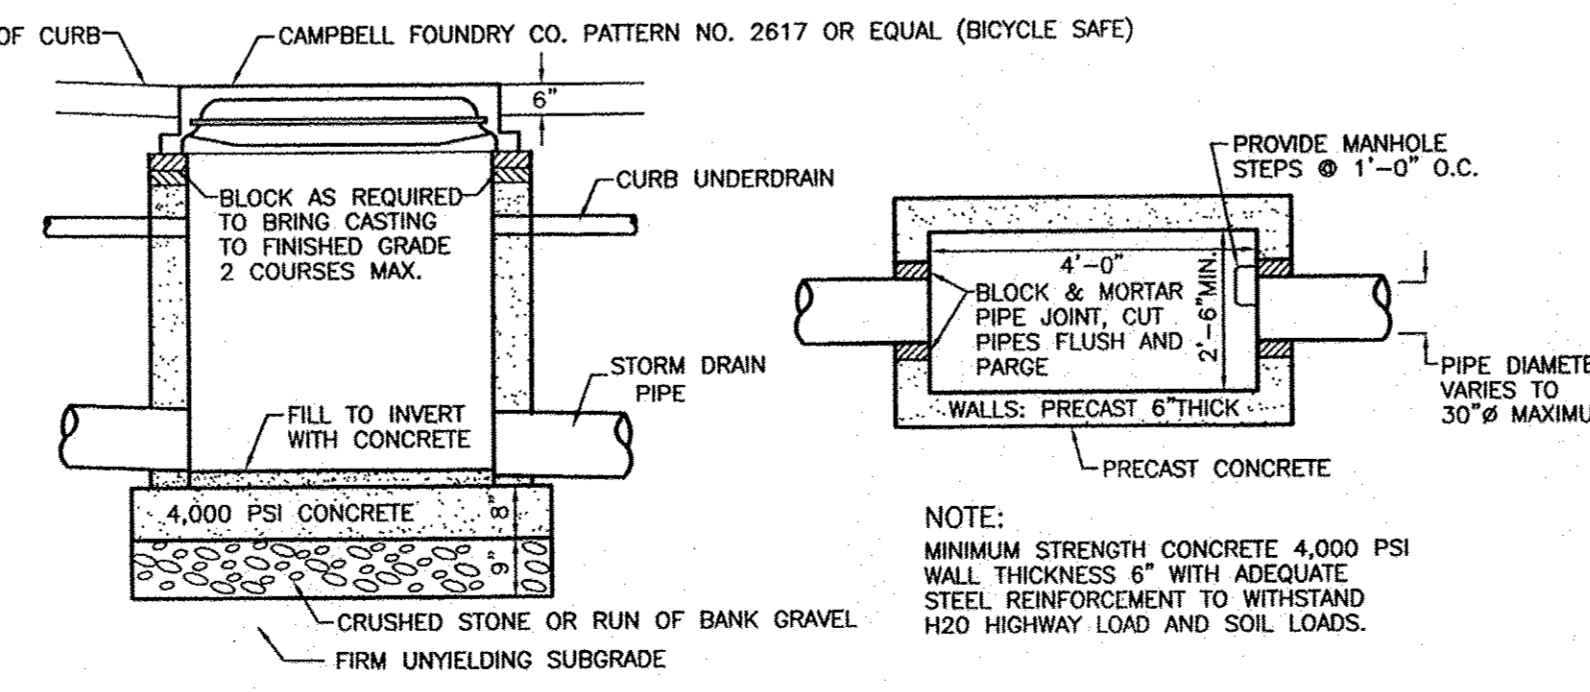 OF CURB
CAMPBELL FOUNDRY CO. PATTERN NO. 2617 OR EQUAL (BICYCLE SAFE)
6"
BLOCK AS REQUIRED
TO BRING CASTING
TO FINISHED GRADE
2 COURSES MAX.
CURB UNDERDRAIN
STORM DRAIN
PIPE
FILL TO INVERT
WITH CONCRETE
4,000 PSI CONCRETE
8"
9"
CRUSHED STONE OR RUN OF BANK GRAVEL
FIRM UNYIELDING SUBGRADE
PROVIDE MANHOLE
STEPS @ 1'-0" O.C.
4'-0"
2'-6"MIN.
BLOCK & MORTAR
PIPE JOINT, CUT
PIPES FLUSH AND
PARGE
WALLS: PRECAST 6"THICK
PIPE DIAMETE
VARIES TO
30"Ø MAXIMU
PRECAST CONCRETE
NOTE:
MINIMUM STRENGTH CONCRETE 4,000 PSI
WALL THICKNESS 6" WITH ADEQUATE
STEEL REINFORCEMENT TO WITHSTAND
H20 HIGHWAY LOAD AND SOIL LOADS.